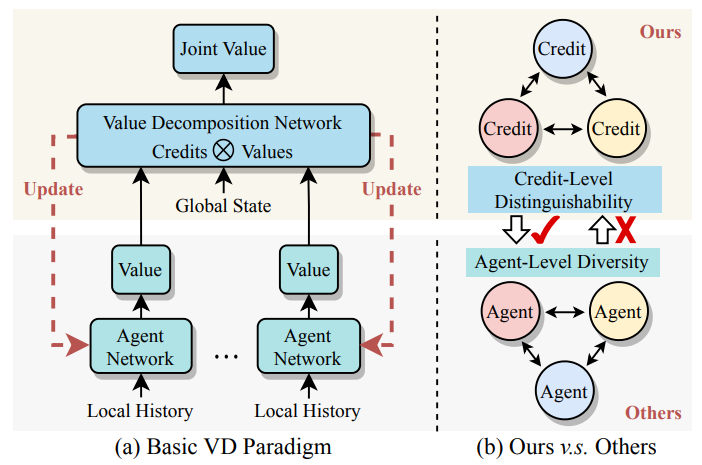 Joint Value
Value Decomposition Network
Credits ⊗ Values
Update
Update
Global State
Value
Value
Agent
Network
...
Agent
Network
Local History
Local History
(a) Basic VD Paradigm
Ours
Credit
Credit
Credit
Credit-Level
Distinguishability
Agent-Level Diversity
Agent
Agent
Agent
Others
(b) Ours v.s. Others